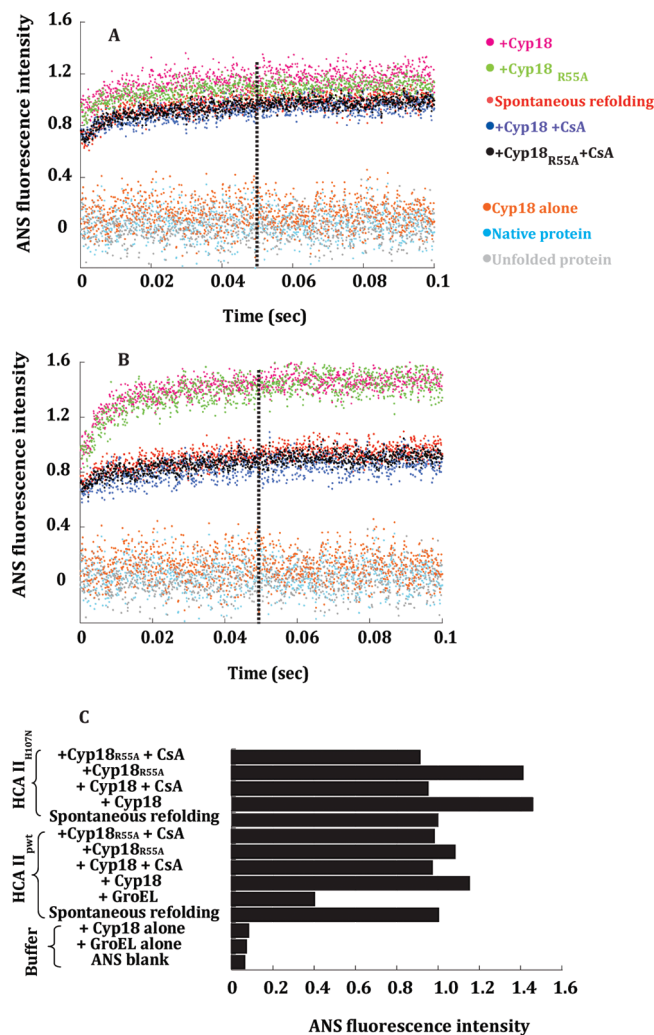 A
ANS fluorescence intensity
1.6
1.2
0.8
0.4
0
0 0.02 0.04 0.06 0.08 0.1
Time (sec)
+Cyp18
+Cyp18 R55A
Spontaneous refolding
+Cyp18 +CsA
+Cyp18R55A+CsA
Cyp18 alone
Native protein
Unfolded protein
B
ANS fluorescence intensity
1.6
1.2
0.8
0.4
0
0 0.02 0.04 0.06 0.08 0.1
Time (sec)
C
HCA IIH107N
+Cyp18R55A + CsA
+Cyp18R55A
+ Cyp18 + CsA
+ Cyp18
Spontaneous refolding
HCA IIpwt
+Cyp18R55A + CsA
+Cyp18R55A
+ Cyp18 + CsA
+ Cyp18
+ GroEL
Spontaneous refolding
Buffer
+ Cyp18 alone
+ GroEL alone
ANS blank
0 0.2 0.4 0.6 0.8 1.0 1.2 1.4 1.6
ANS fluorescence intensity